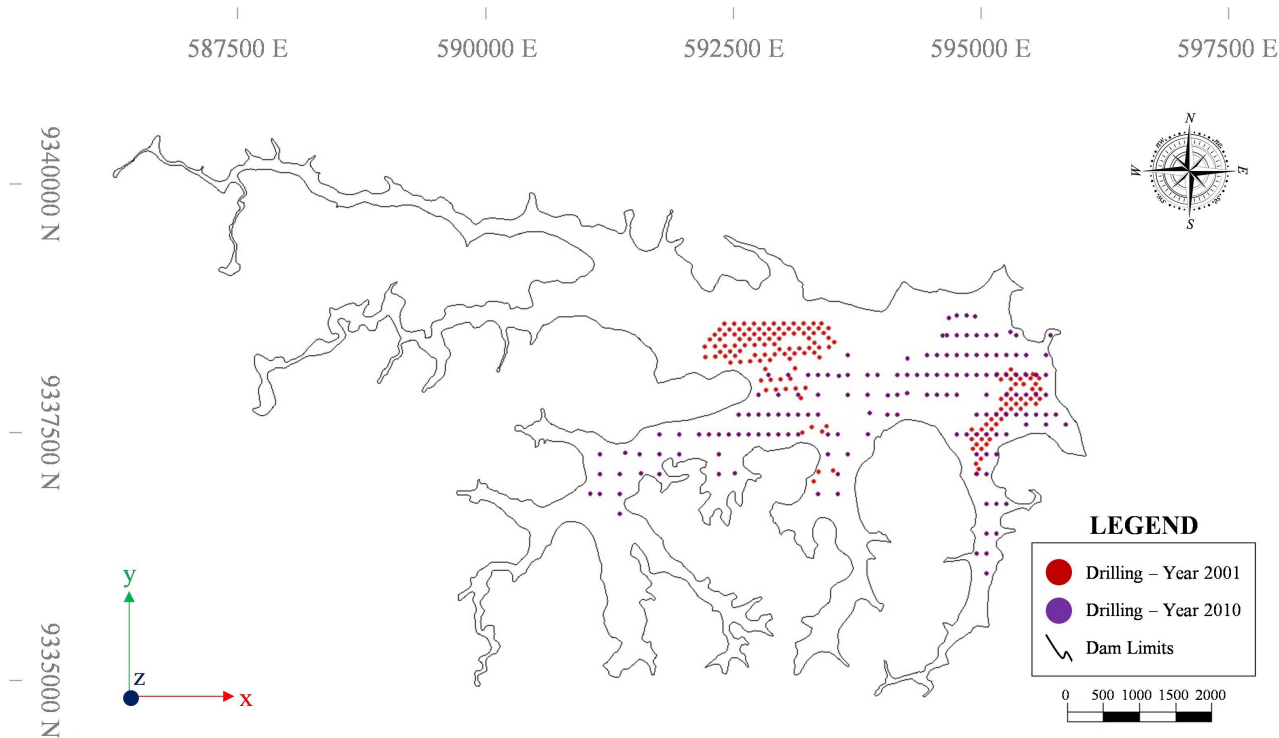 587500 E
590000 E
592500 E
595000 E
597500 E
9340000 N
9337500 N
9335000 N
N
W
E
S
y
z
x
LEGEND
Drilling – Year 2001
Drilling – Year 2010
Dam Limits
0 500 1000 1500 2000